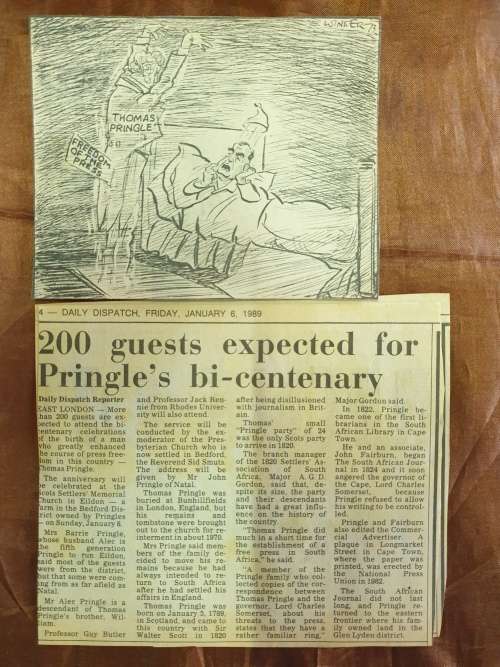 WINDER '73
THOMAS
PRINGLE
FREEDOM
OF THE
PRESS
4 — DAILY DISPATCH, FRIDAY, JANUARY 6, 1989
200 guests expected for
Pringle's bi-centenary
Daily Dispatch Reporter
EAST LONDON — More
than 200 guests are ex-
pected to attend the bi-
centenary celebrations
of the birth of a man
who greatly enhanced
the course of press free-
dom in this country —
Thomas Pringle.
The anniversary will
be celebrated at the
Scots Settlers' Memorial
Church is Eildon — a
farm in the Bedford Dis-
trict owned by Pringles
— on Sunday, January 6.
Mrs Barrie Pringle,
whose husband Aler is
the fifth generation
Pringle to run Eildon,
said most of the guests
were from the district,
but that some were com-
ing from as far afield as
Natal.
Mr Alec Pringle is a
descendant of Thomas
Pringle's brother, Wil-
liam.
Professor Guy Butler
and Professor Jack Ren-
nie from Rhodes Univer-
sity will also attend.
The service will be
conducted by the ex-
moderator of the Pres-
byterian Church who is
now settled in Bedford,
the Reverend Sid Smuts.
The address will be
given by Mr John
Pringle of Natal.
Thomas Pringle was
buried at Bunhillfields
in London, England, but
his remains and
tombstone were brought
out to the church for re-
interment in about 1970.
Mrs Pringle said mem-
bers of the family de-
cided to move his re-
mains because he had
always intended to re-
turn to South Africa
after he had settled his
affairs in England.
Thomas Pringle was
born on January 5, 1789,
in Scotland, and came to
this country with Sir
Walter Scott in 1820
after being disillusioned
with journalism in Brit-
ain.
Thomas' small
"Pringle party" of 24
was the only Scots party
to arrive in 1820.
The branch manager
of the 1820 Settlers' As-
sociation of South
Africa, Major A G D
Gordon, said that, de-
spite its size, the party
and their descendants
have had a great influ-
ence on the history of
the country.
"Thomas Pringle did
much in a short time for
the establishment of a
free press in South
Africa," he said.
"A member of the
Pringle family who col-
lected copies of the cor-
respondence between
Thomas Pringle and the
governor, Lord Charles
Somerset, about his
threats to the press,
states that they have a
rather familiar ring,"
Major Gordon said.
In 1822, Pringle be-
came one of the first li-
brarians in the South
African Library in Cape
Town.
He and an associate,
John Fairburn, began
The South African Jour-
nal in 1824 and it soon
angered the governor of
the Cape, Lord Charles
Somerset, because
Pringle refused to allow
his writing to be control-
led.
Pringle and Fairburn
also edited the Commer-
cial Advertiser. A
plaque in Longmarket
Street in Cape Town,
where the paper was
printed, was erected by
the National Press
Union in 1982.
The South African
Journal did not last
long, and Pringle re-
turned to the eastern
frontier where his fam-
ily owned land in the
Glen Lyden district.